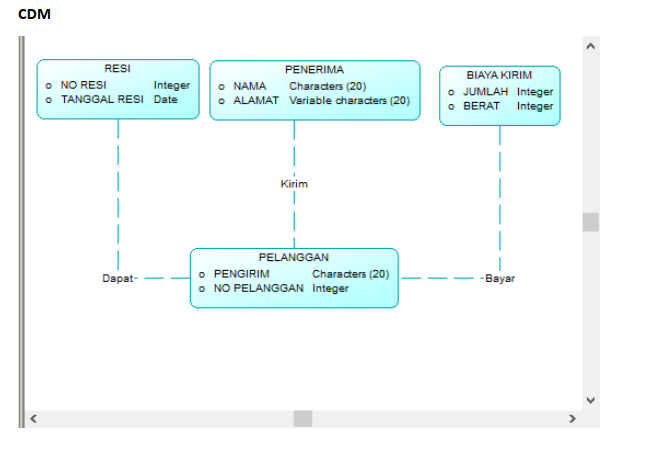 CDM
RESI
NO RESI Integer
TANGGAL RESI Date
PENERIMA
NAMA Characters (20)
ALAMAT Variable characters (20)
BIAYA KIRIM
JUMLAH Integer
BERAT Integer
Kirim
PELANGGAN
PENGIRIM Characters (20)
NO PELANGGAN Integer
Dapat
Bayar